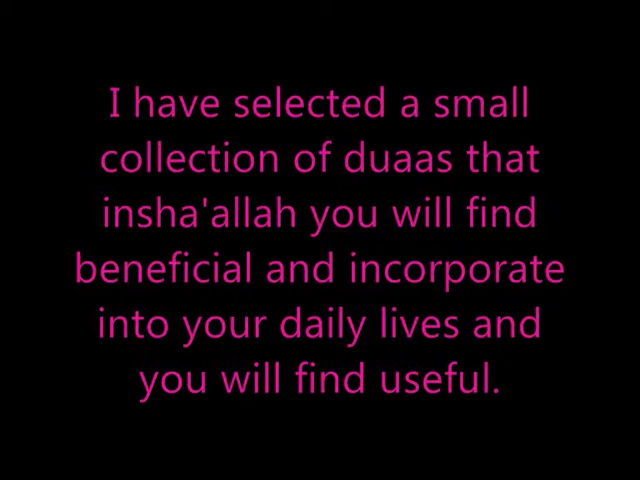 I have selected a small
collection of duaas that
insha'allah you will find
beneficial and incorporate
into your daily lives and
you will find useful.